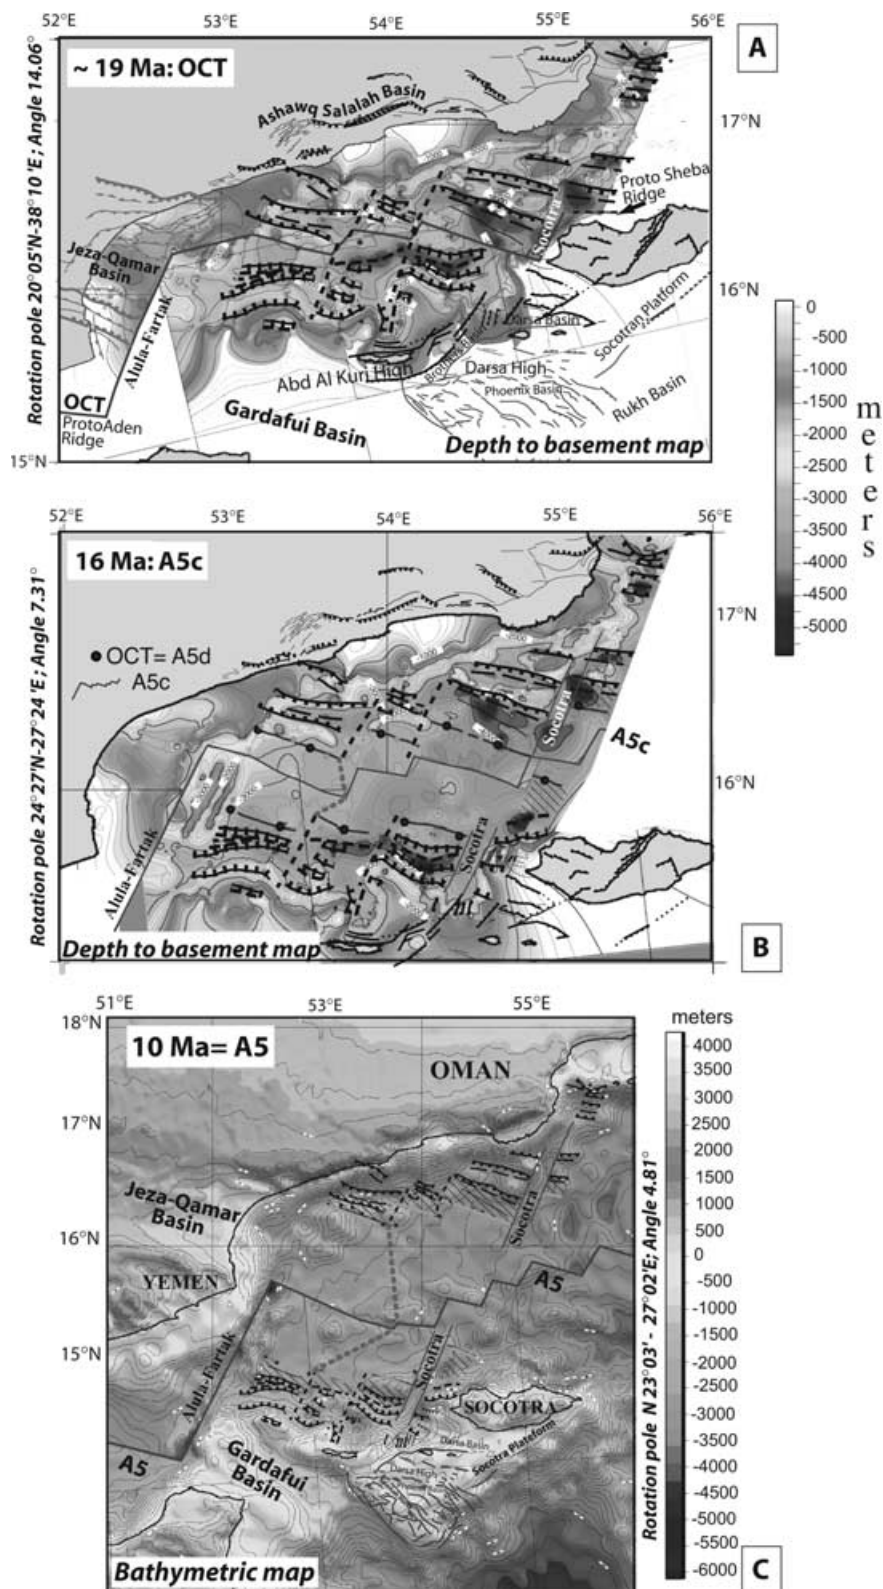 52°E
53°E
54°E
55°E
56°E
~ 19 Ma: OCT
A
Ashawq Salalah Basin
17°N
Proto Sheba
Ridge
Socotra
Jeza-Qamar
Basin
Alula-Fartak
16°N
Socotran Platform
Darsa Basin
Abd Al Kuri High
Darsa High
Phoenix Basin
Rukh Basin
OCT
ProtoAden
Ridge
Gardafui Basin
Depth to basement map
15°N
Rotation pole 20°05'N-38°10'E ; Angle 14.06°
0
-500
-1000
-1500
-2000
-2500
-3000
-3500
-4000
-4500
-5000
meters
52°E
53°E
54°E
55°E
56°E
16 Ma: A5c
17°N
OCT= A5d
A5c
Socotra
A5c
16°N
Alula-Fartak
Socotra
Depth to basement map
B
Rotation pole 24°27'N-27°24'E ; Angle 7.31°
51°E
53°E
55°E
meters
18°N
10 Ma= A5
OMAN
17°N
Jeza-Qamar
Basin
Socotra
16°N
YEMEN
A5
15°N
Alula-Fartak
Socotra
SOCOTRA
A5
Gardafui
Basin
Darsa Basin
Darsa High
Socotra Plateform
Bathymetric map
Rotation pole N 23°03' - 27°02'E; Angle 4.81°
4000
3500
3000
2500
2000
1500
1000
500
0
-500
-1000
-1500
-2000
-2500
-3000
-3500
-4000
-4500
-5000
-5500
-6000
C